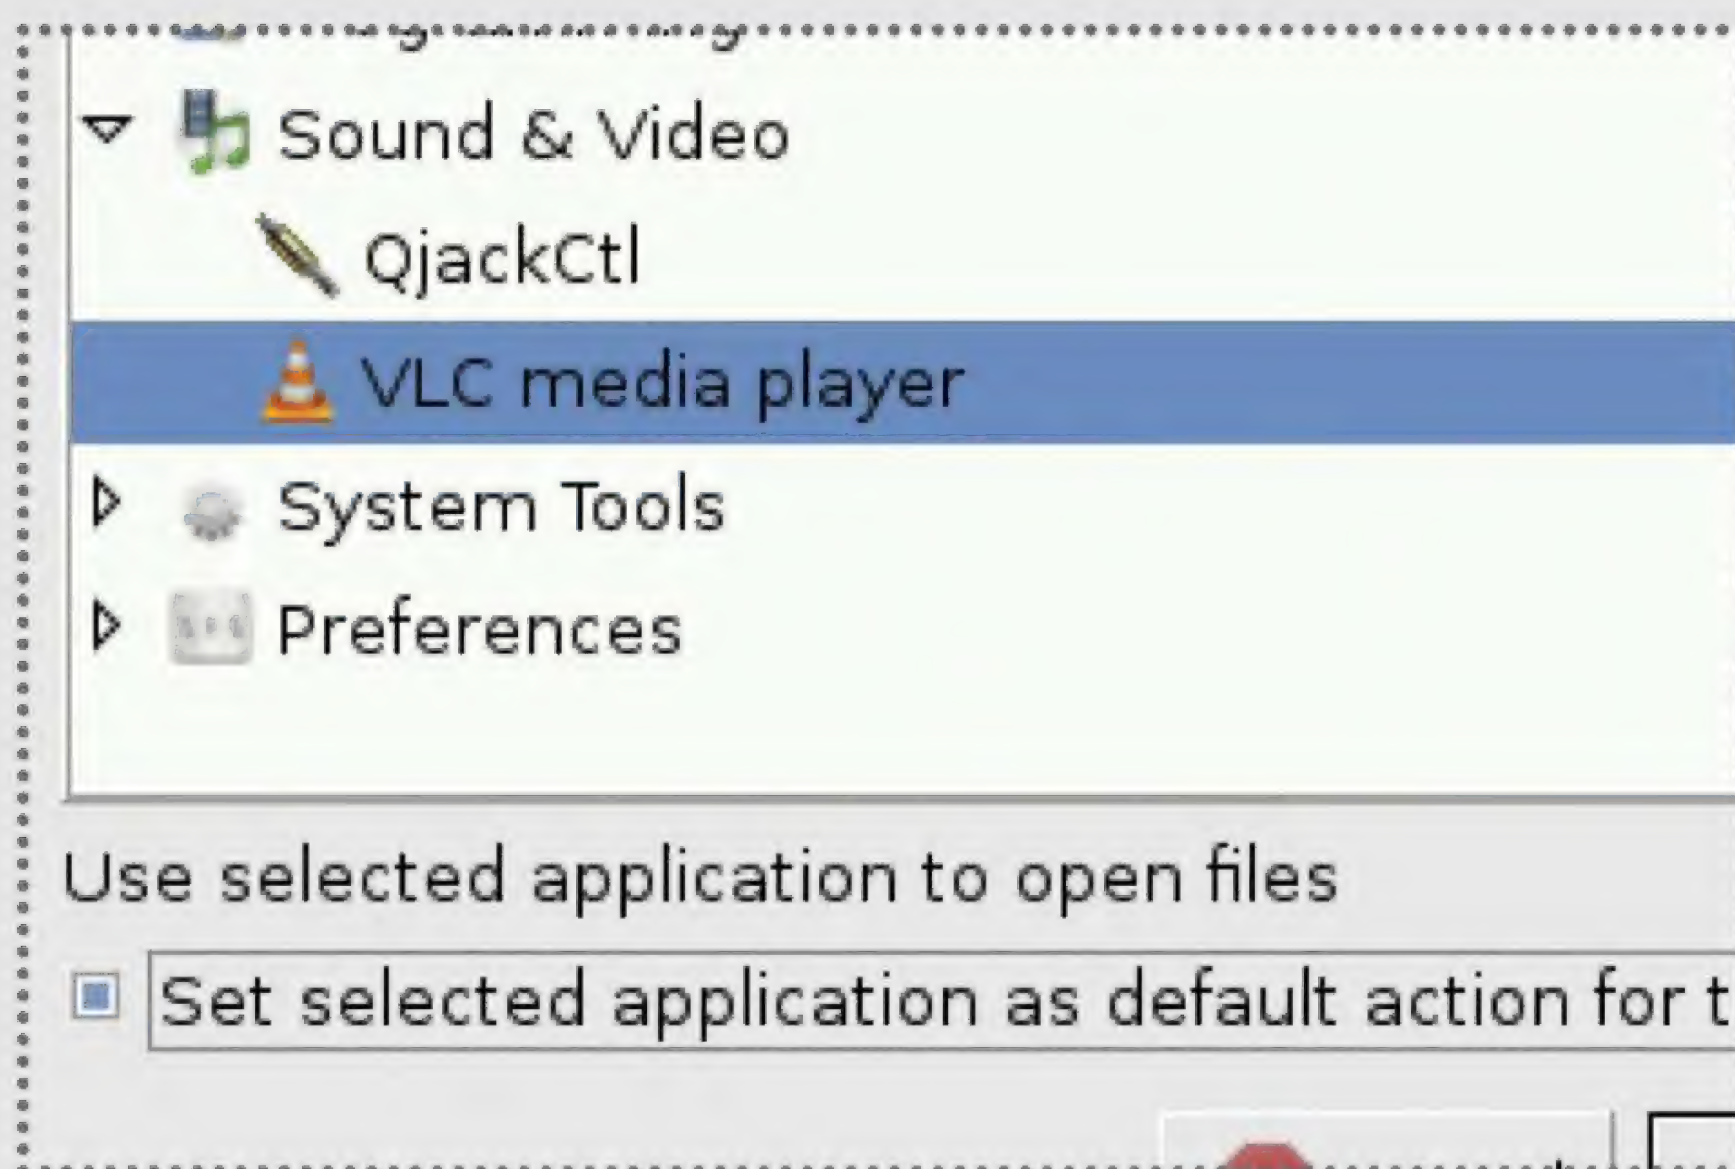 Sound & Video
QjackCtl
VLC media player
System Tools
Preferences
Use selected application to open files
Set selected application as default action for t